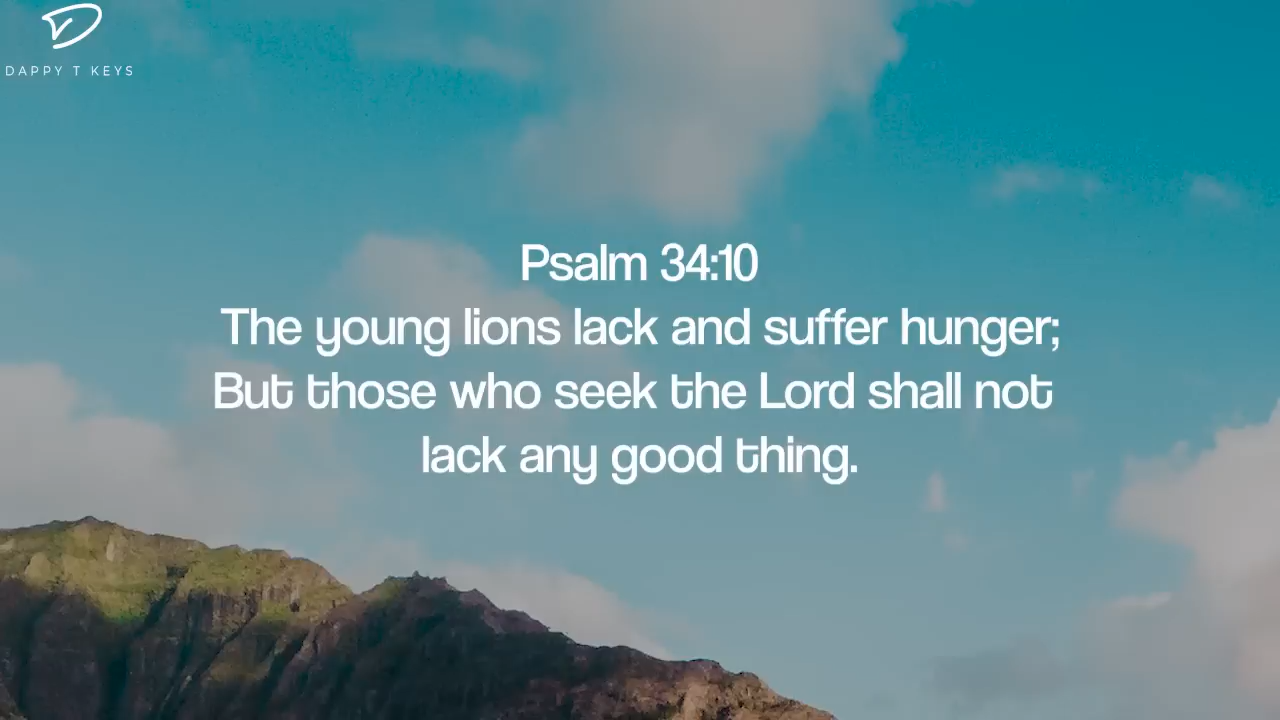 DAPPY T KEYS
Psalm 34:10
The young lions lack and suffer hunger;
But those who seek the Lord shall not
lack any good thing.